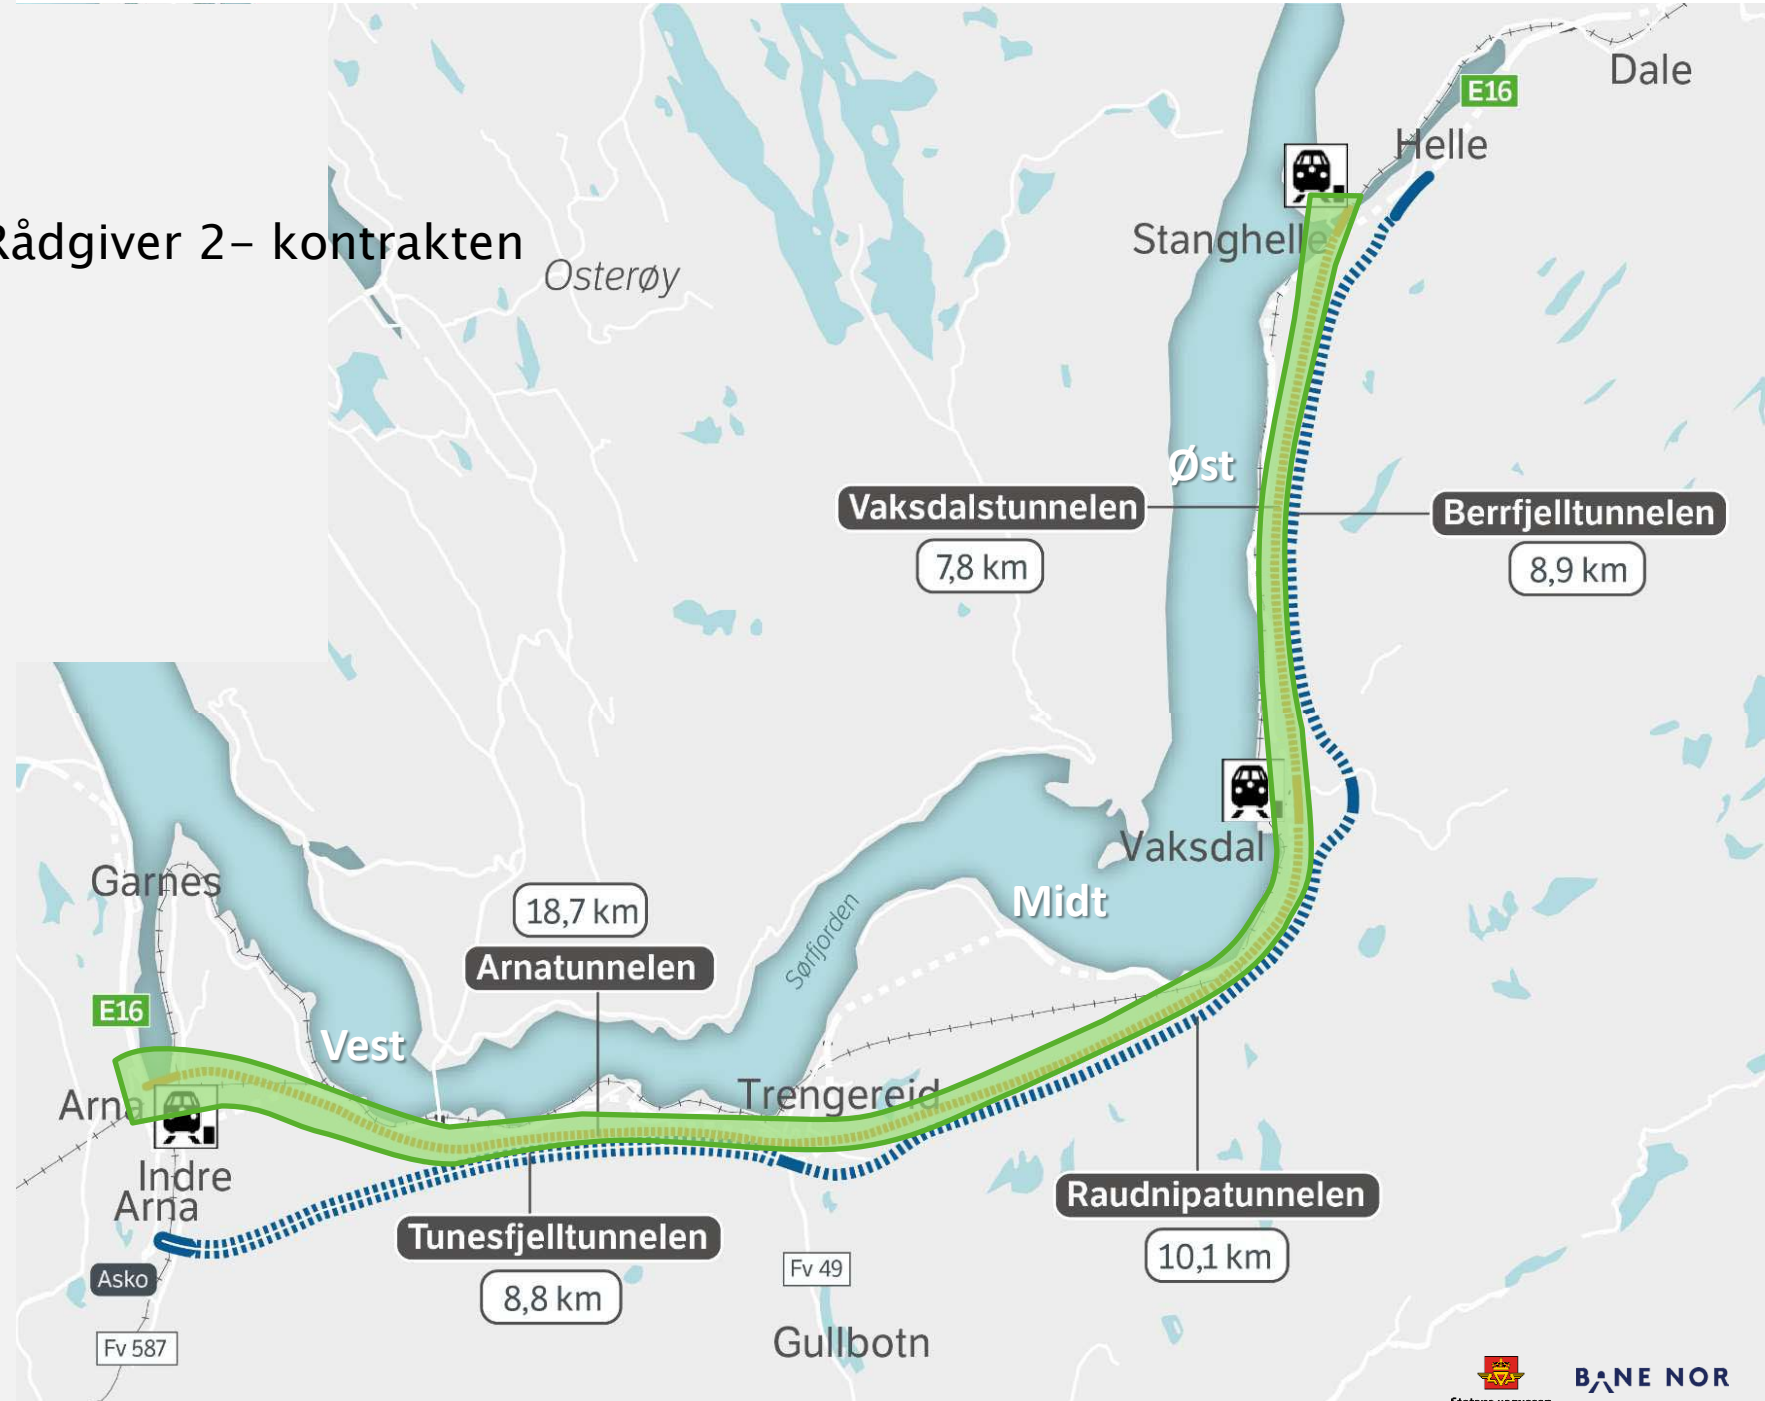 Dale
E16
Helle
Stanghelle
Rådgiver 2- kontrakten
Osterøy
Øst
Vaksdalstunnelen
7,8 km
Berrfjelltunnelen
8,9 km
Vaksdal
Garnes
18,7 km
Arnatunnelen
Midt
Sørfjorden
E16
Vest
Arna
Trengereid
Indre
Arna
Raudnipatunnelen
10,1 km
Tunesfjelltunnelen
8,8 km
Asko
Fv 49
Fv 587
Gullbotn
BANE NOR